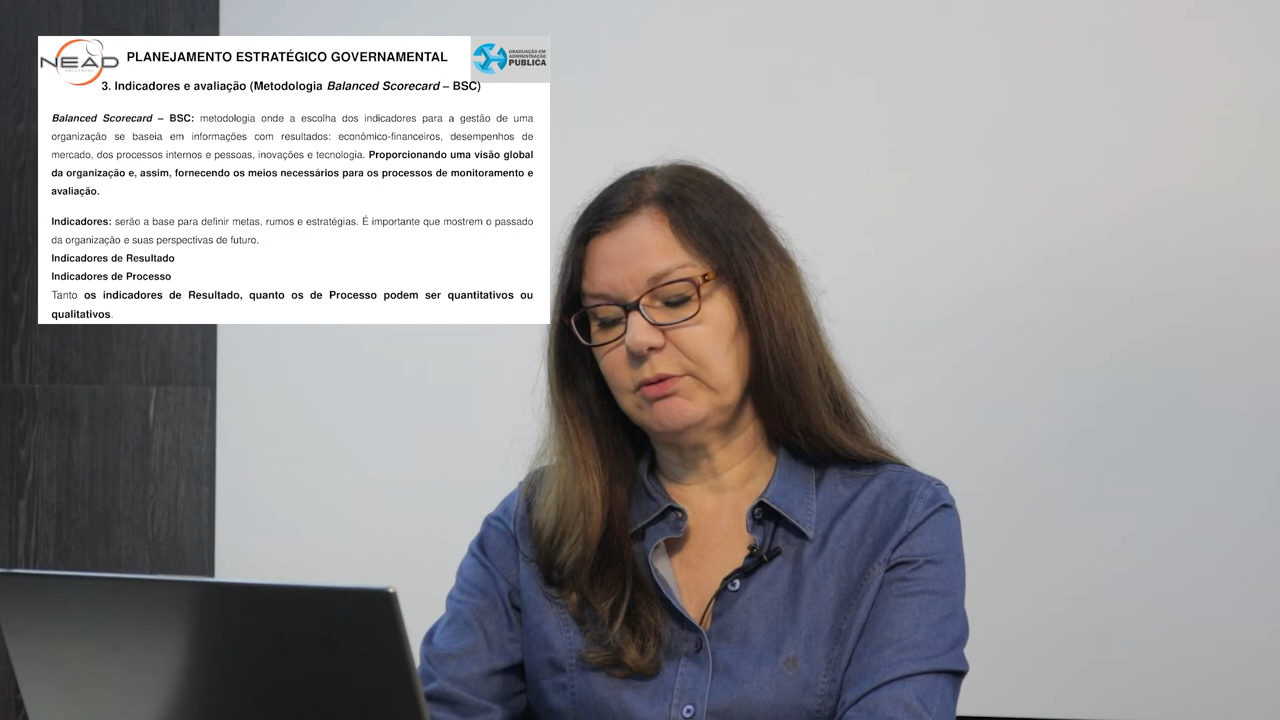 NEAD
PLANEJAMENTO ESTRATÉGICO GOVERNAMENTAL
GRADUAÇÃO EM
ADMINISTRAÇÃO
PÚBLICA
3. Indicadores e avaliação (Metodologia Balanced Scorecard – BSC)
Balanced Scorecard – BSC: metodologia onde a escolha dos indicadores para a gestão de uma
organização se baseia em informações com resultados: econômico-financeiros, desempenhos de
mercado, dos processos internos e pessoas, inovações e tecnologia. Proporcionando uma visão global
da organização e, assim, fornecendo os meios necessários para os processos de monitoramento e
avaliação.
Indicadores: serão a base para definir metas, rumos e estratégias. É importante que mostrem o passado
da organização e suas perspectivas de futuro.
Indicadores de Resultado
Indicadores de Processo
Tanto os indicadores de Resultado, quanto os de Processo podem ser quantitativos ou
qualitativos.